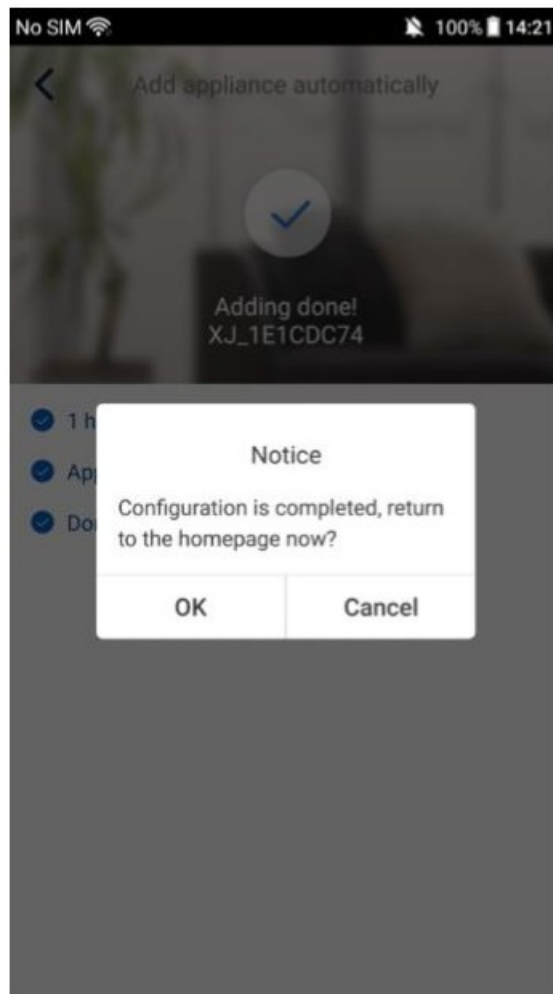 No SIM 100% 14:21
Add appliance automatically
Adding done!
XJ_1E1CDC74
1 h
Notice
Configuration is completed, return
to the homepage now?
OK Cancel